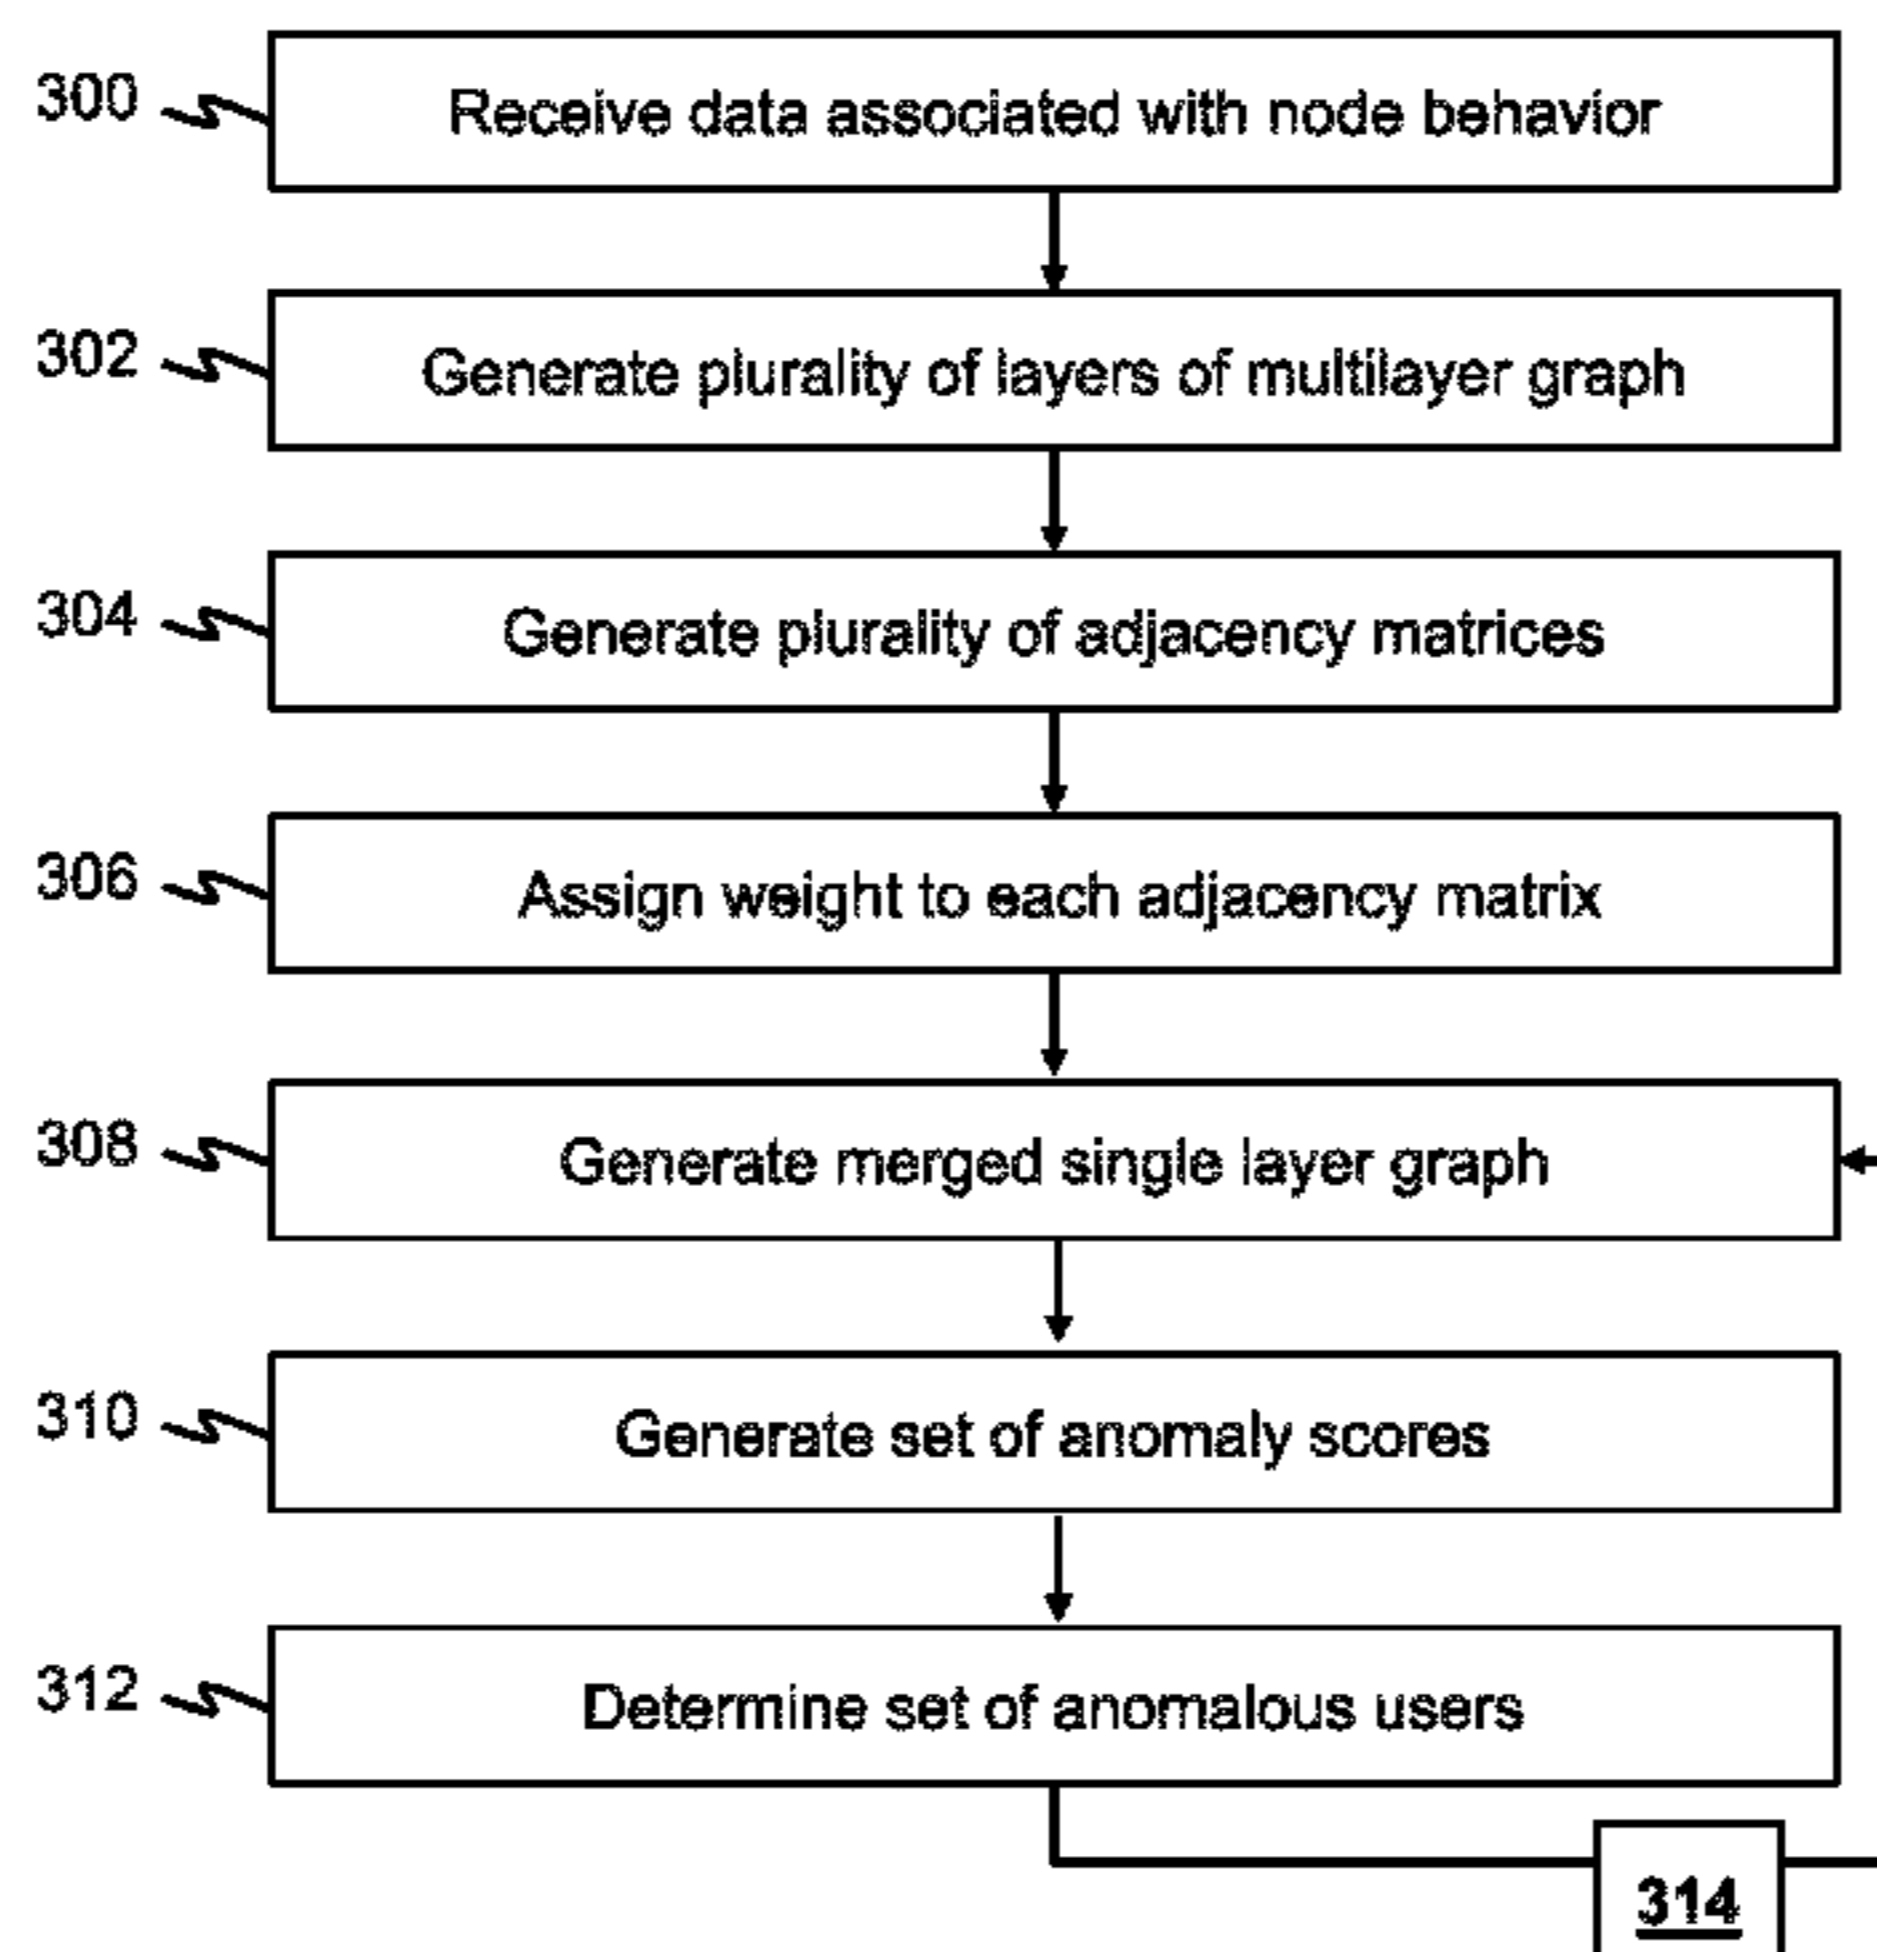 300 Receive data associated with node behavior
302 Generate plurality of layers of multilayer graph
304 Generate plurality of adjacency matrices
306 Assign weight to each adjacency matrix
308 Generate merged single layer graph
310 Generate set of anomaly scores
312 Determine set of anomalous users
314